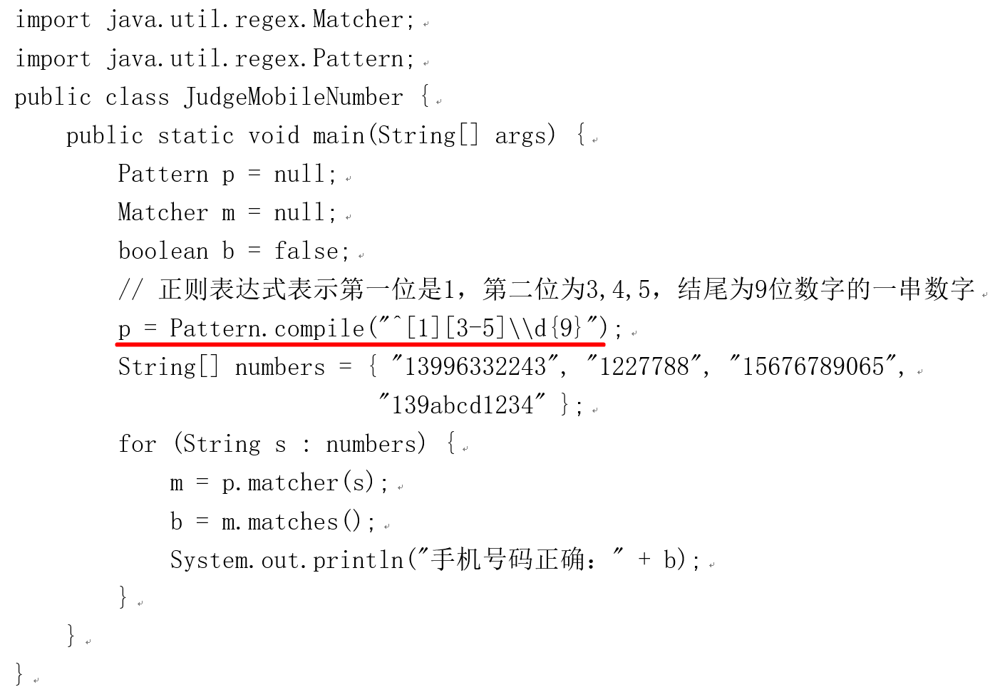 import java.util.regex.Matcher;
import java.util.regex.Pattern;
public class JudgeMobileNumber {
    public static void main(String[] args) {
        Pattern p = null;
        Matcher m = null;
        boolean b = false;
        // 正则表达式表示第一位是1，第二位为3,4,5，结尾为9位数字的一串数字
        p = Pattern.compile("^[1][3-5]\\d{9}");
        String[] numbers = { "13996332243", "1227788", "15676789065",
                            "139abcd1234" };
        for (String s : numbers) {
            m = p.matcher(s);
            b = m.matches();
            System.out.println("手机号码正确：" + b);
        }
    }
}